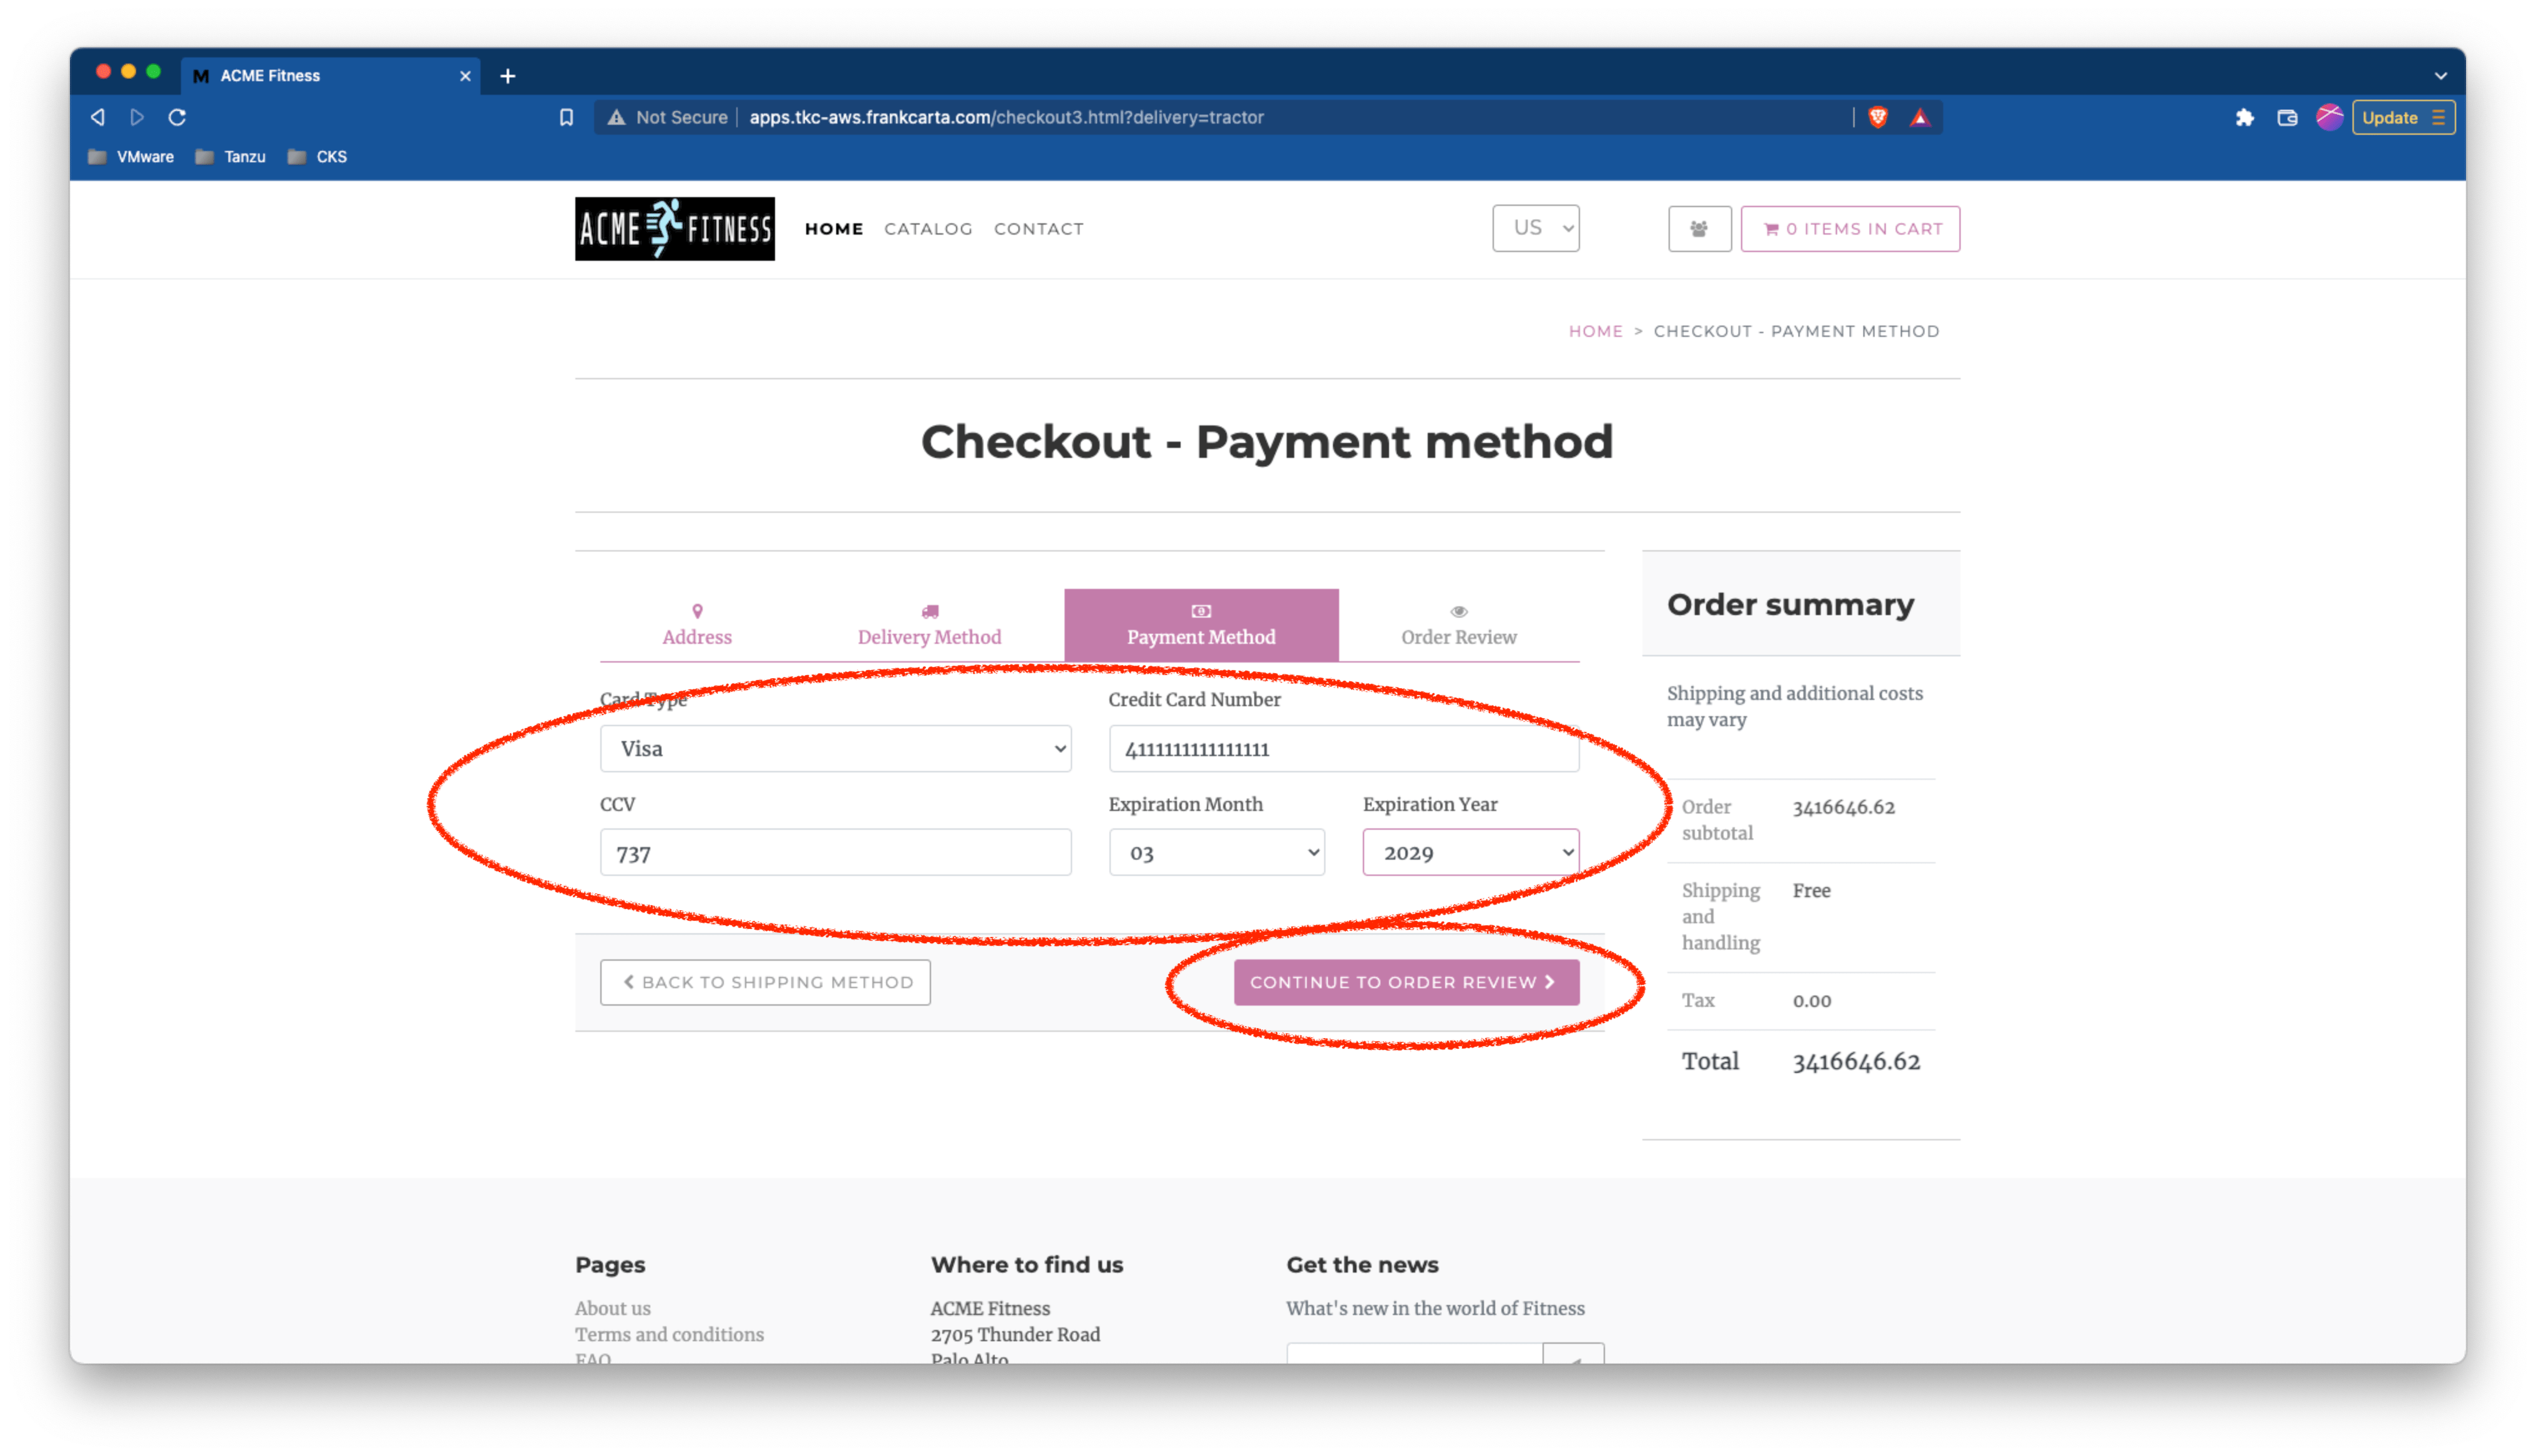 M ACME Fitness
Not Secure apps.tkc-aws.frankcarta.com/checkout3.html?delivery=tractor
Update
VMware Tanzu CKS
ACME FITNESS
HOME CATALOG CONTACT
US
0 ITEMS IN CART
HOME > CHECKOUT - PAYMENT METHOD
Checkout - Payment method
Address
Delivery Method
Payment Method
Order Review
Card Type
Credit Card Number
Visa
4111111111111111
CCV
Expiration Month
Expiration Year
737
03
2029
BACK TO SHIPPING METHOD
CONTINUE TO ORDER REVIEW
Order summary
Shipping and additional costs
may vary
Order
subtotal
3416646.62
Shipping
and
handling
Free
Tax
0.00
Total
3416646.62
Pages
About us
Terms and conditions
FAQ
Where to find us
ACME Fitness
2705 Thunder Road
Palo Alto
Get the news
What's new in the world of Fitness